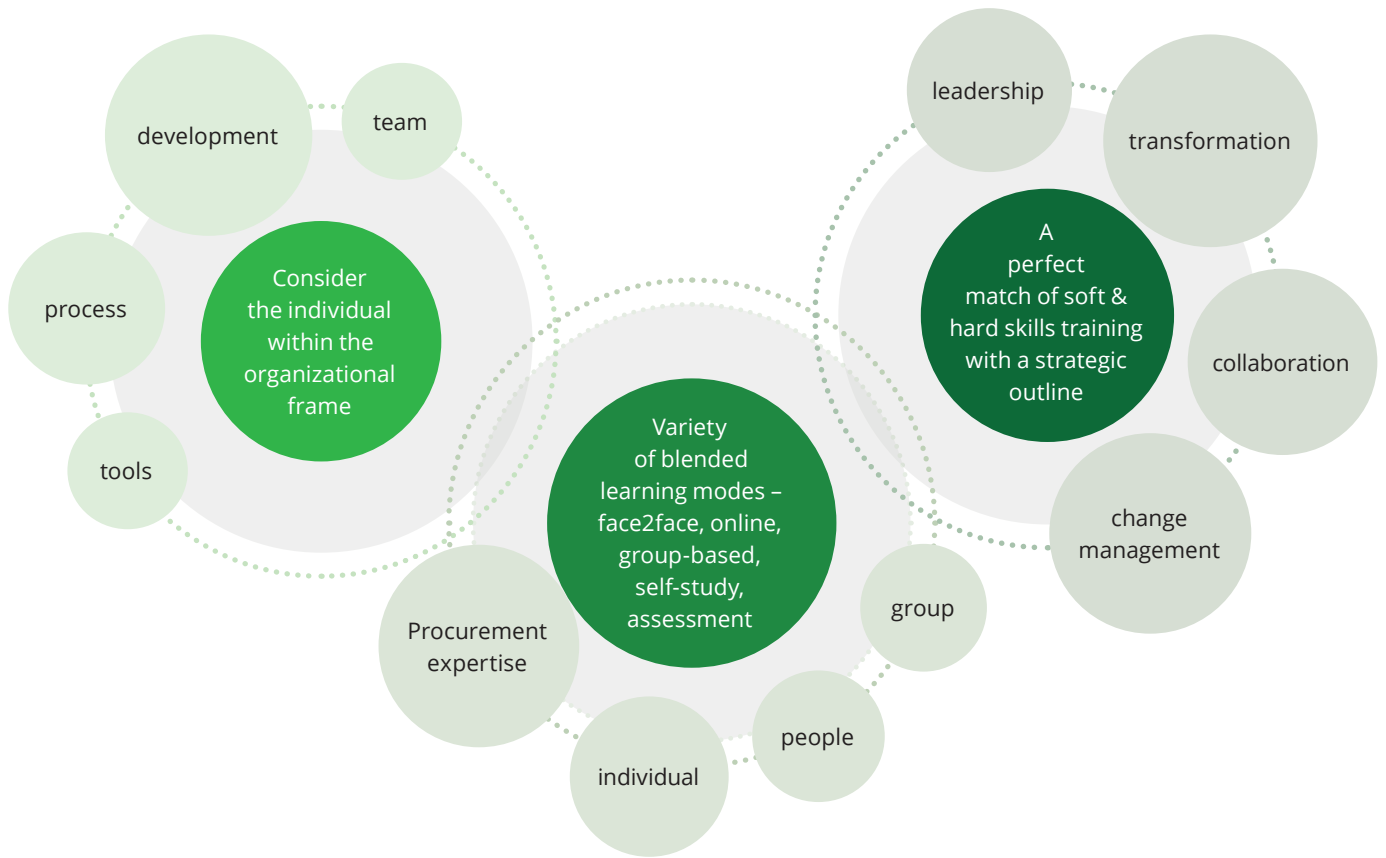 development
team
process
tools
Consider
the individual
within the
organizational
frame
Variety
of blended
learning modes –
face2face, online,
group-based,
self-study,
assessment
Procurement
expertise
individual
people
group
A
perfect
match of soft &
hard skills training
with a strategic
outline
leadership
transformation
collaboration
change
management